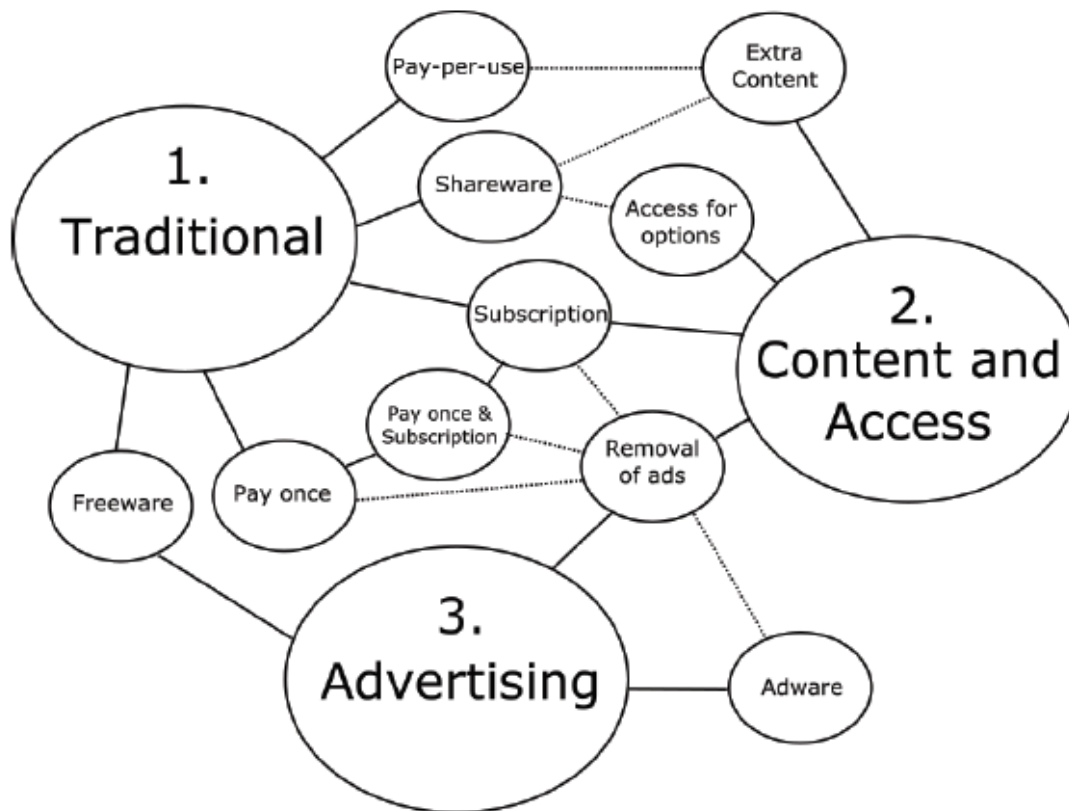 Pay-per-use
Extra
Content
1.
Traditional
Shareware
Access for
options
Subscription
2.
Content and
Access
Pay once &
Subscription
Removal
of ads
Freeware
Pay once
3.
Advertising
Adware